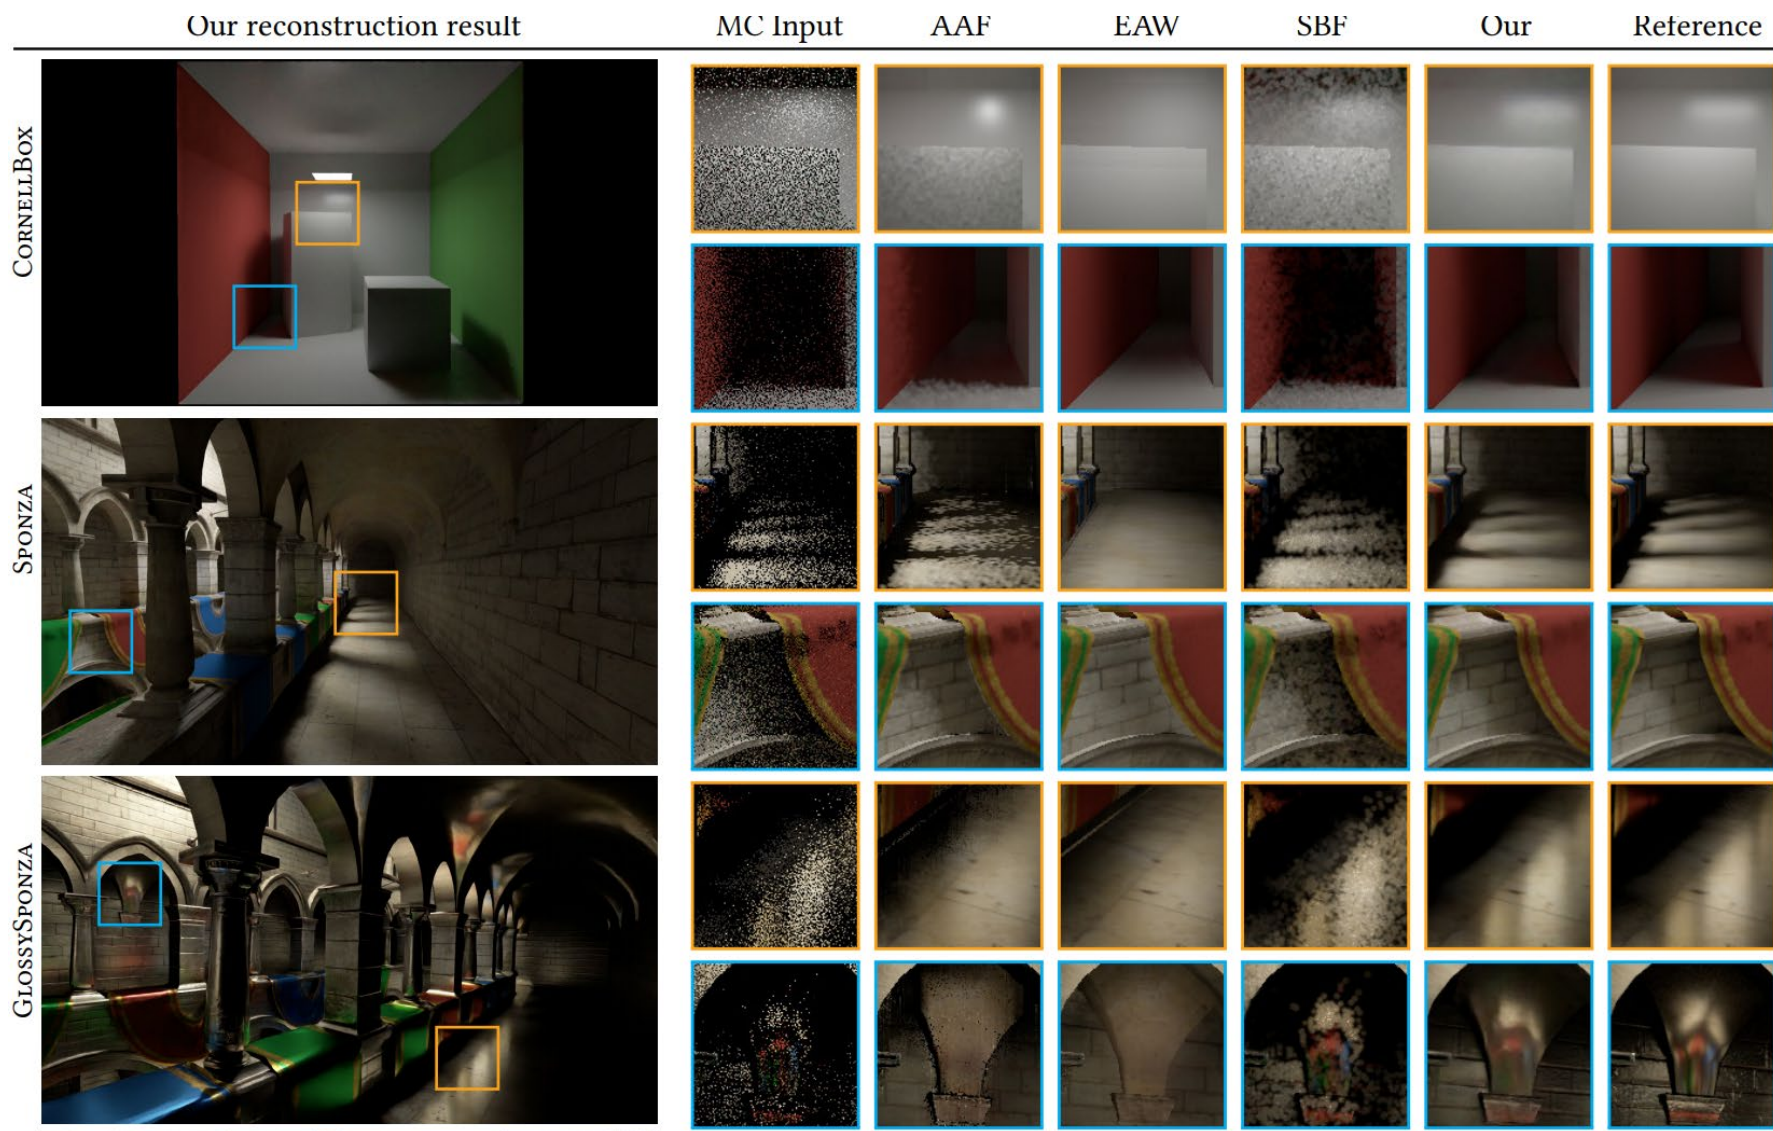 Our reconstruction result MC Input AAF EAW SBF Our Reference
CORNELLBOX
SPONZA
GLOSSYSPONZA